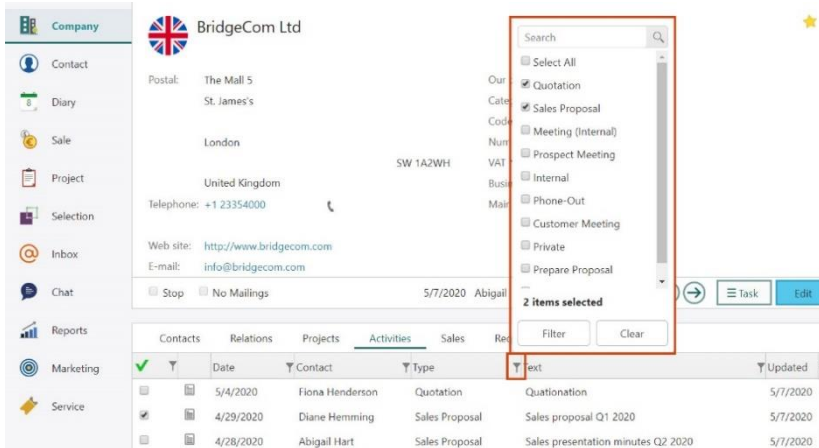 Company
Contact
Diary
Sale
Project
Selection
Inbox
Chat
Reports
Marketing
Service
BridgeCom Ltd
Postal: The Mall 5
St. James's
London
SW 1A2WH
United Kingdom
Telephone: +1 23354000
Web site: http://www.bridgecom.com
E-mail: info@bridgecom.com
Our
Code
VAT
Search
Select All
Quotation
Sales Proposal
Meeting (Internal)
Prospect Meeting
Internal
Phone-Out
Customer Meeting
Private
Prepare Proposal
2 items selected
Filter Clear
Stop No Mailings 5/7/2020 Abigail Task Edit
Contacts Relations Projects Activities Sales
Date Contact Type Text Updated
5/4/2020 Fiona Henderson Quotation Quationation 5/7/2020
4/29/2020 Diane Hemming Sales Proposal Sales proposal Q1 2020 5/7/2020
4/28/2020 Abigail Hart Sales Proposal Sales presentation minutes Q2 2020 5/7/2020